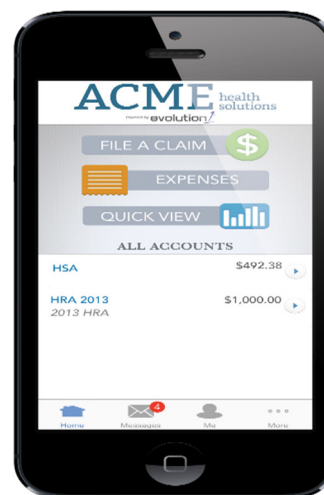 ACME health
solutions
Powered by evolution1
FILE A CLAIM $
EXPENSES
QUICK VIEW
ALL ACCOUNTS
HSA $492.38
HRA 2013 $1,000.00
2013 HRA
4
Home Messages Me More